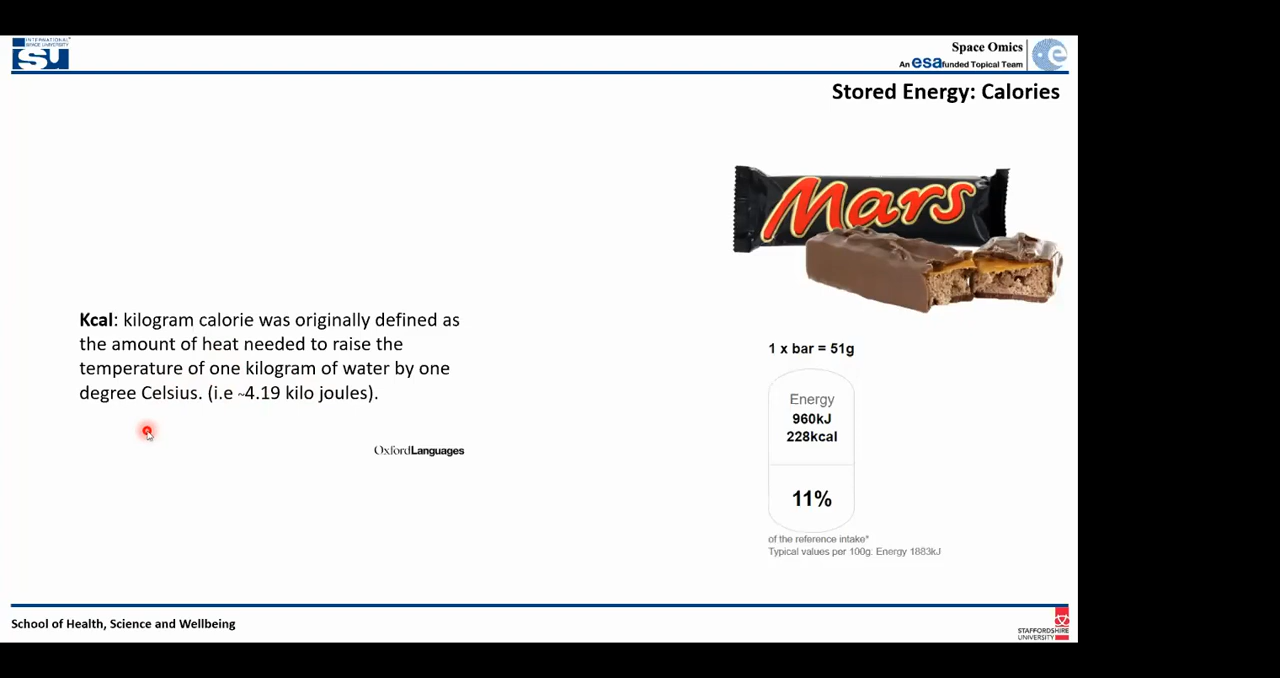 INTERNATIONAL
SPACE UNIVERSITY
ISU
Space Omics
An esa funded Topical Team
Stored Energy: Calories
Mars
Kcal: kilogram calorie was originally defined as
the amount of heat needed to raise the
temperature of one kilogram of water by one
degree Celsius. (i.e ~4.19 kilo joules).
OxfordLanguages
1 x bar = 51g
Energy
960kJ
228kcal
11%
of the reference intake*
Typical values per 100g. Energy 1883kJ
School of Health, Science and Wellbeing
STAFFORDSHIRE
UNIVERSITY